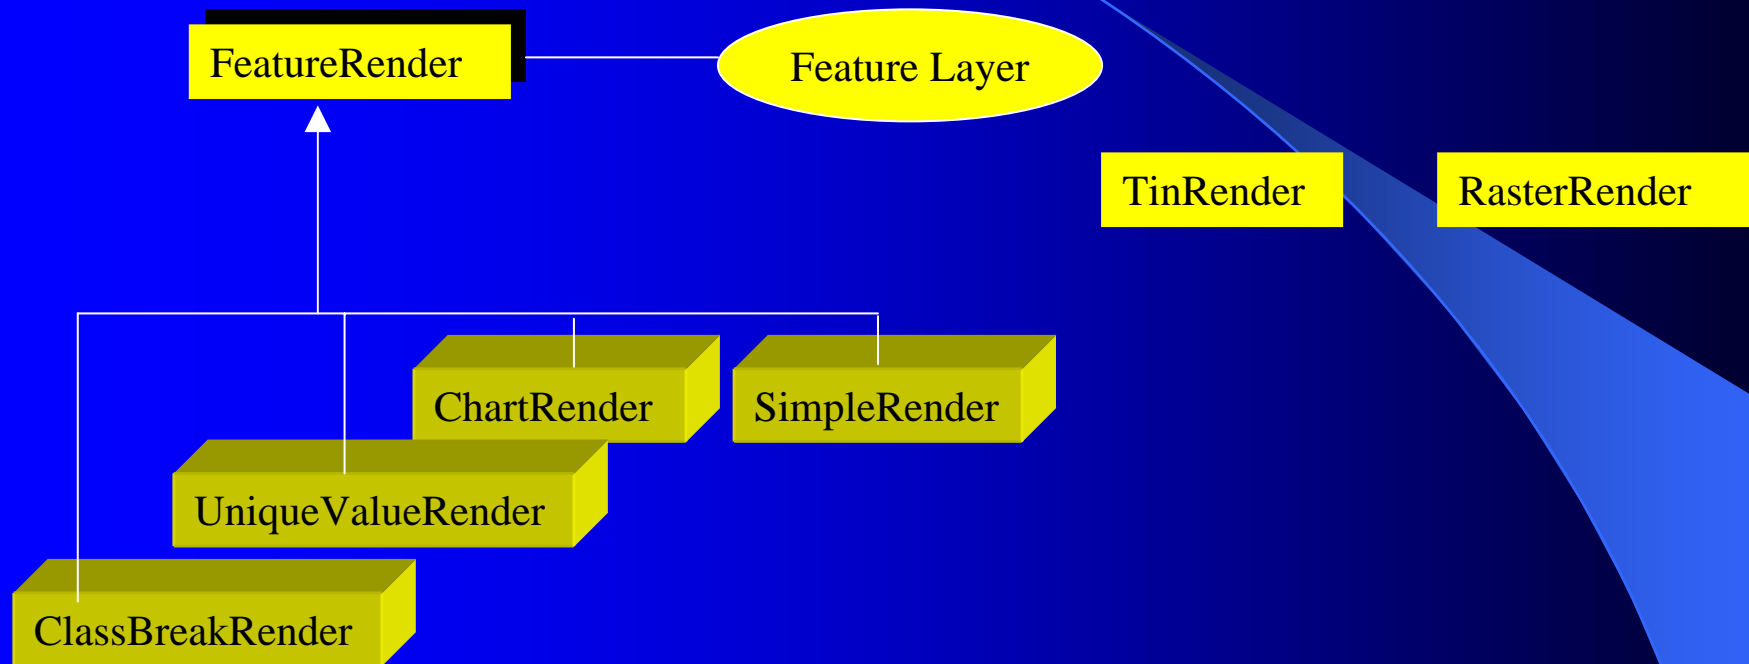 FeatureRender
Feature Layer
TinRender
RasterRender
ChartRender
SimpleRender
UniqueValueRender
ClassBreakRender